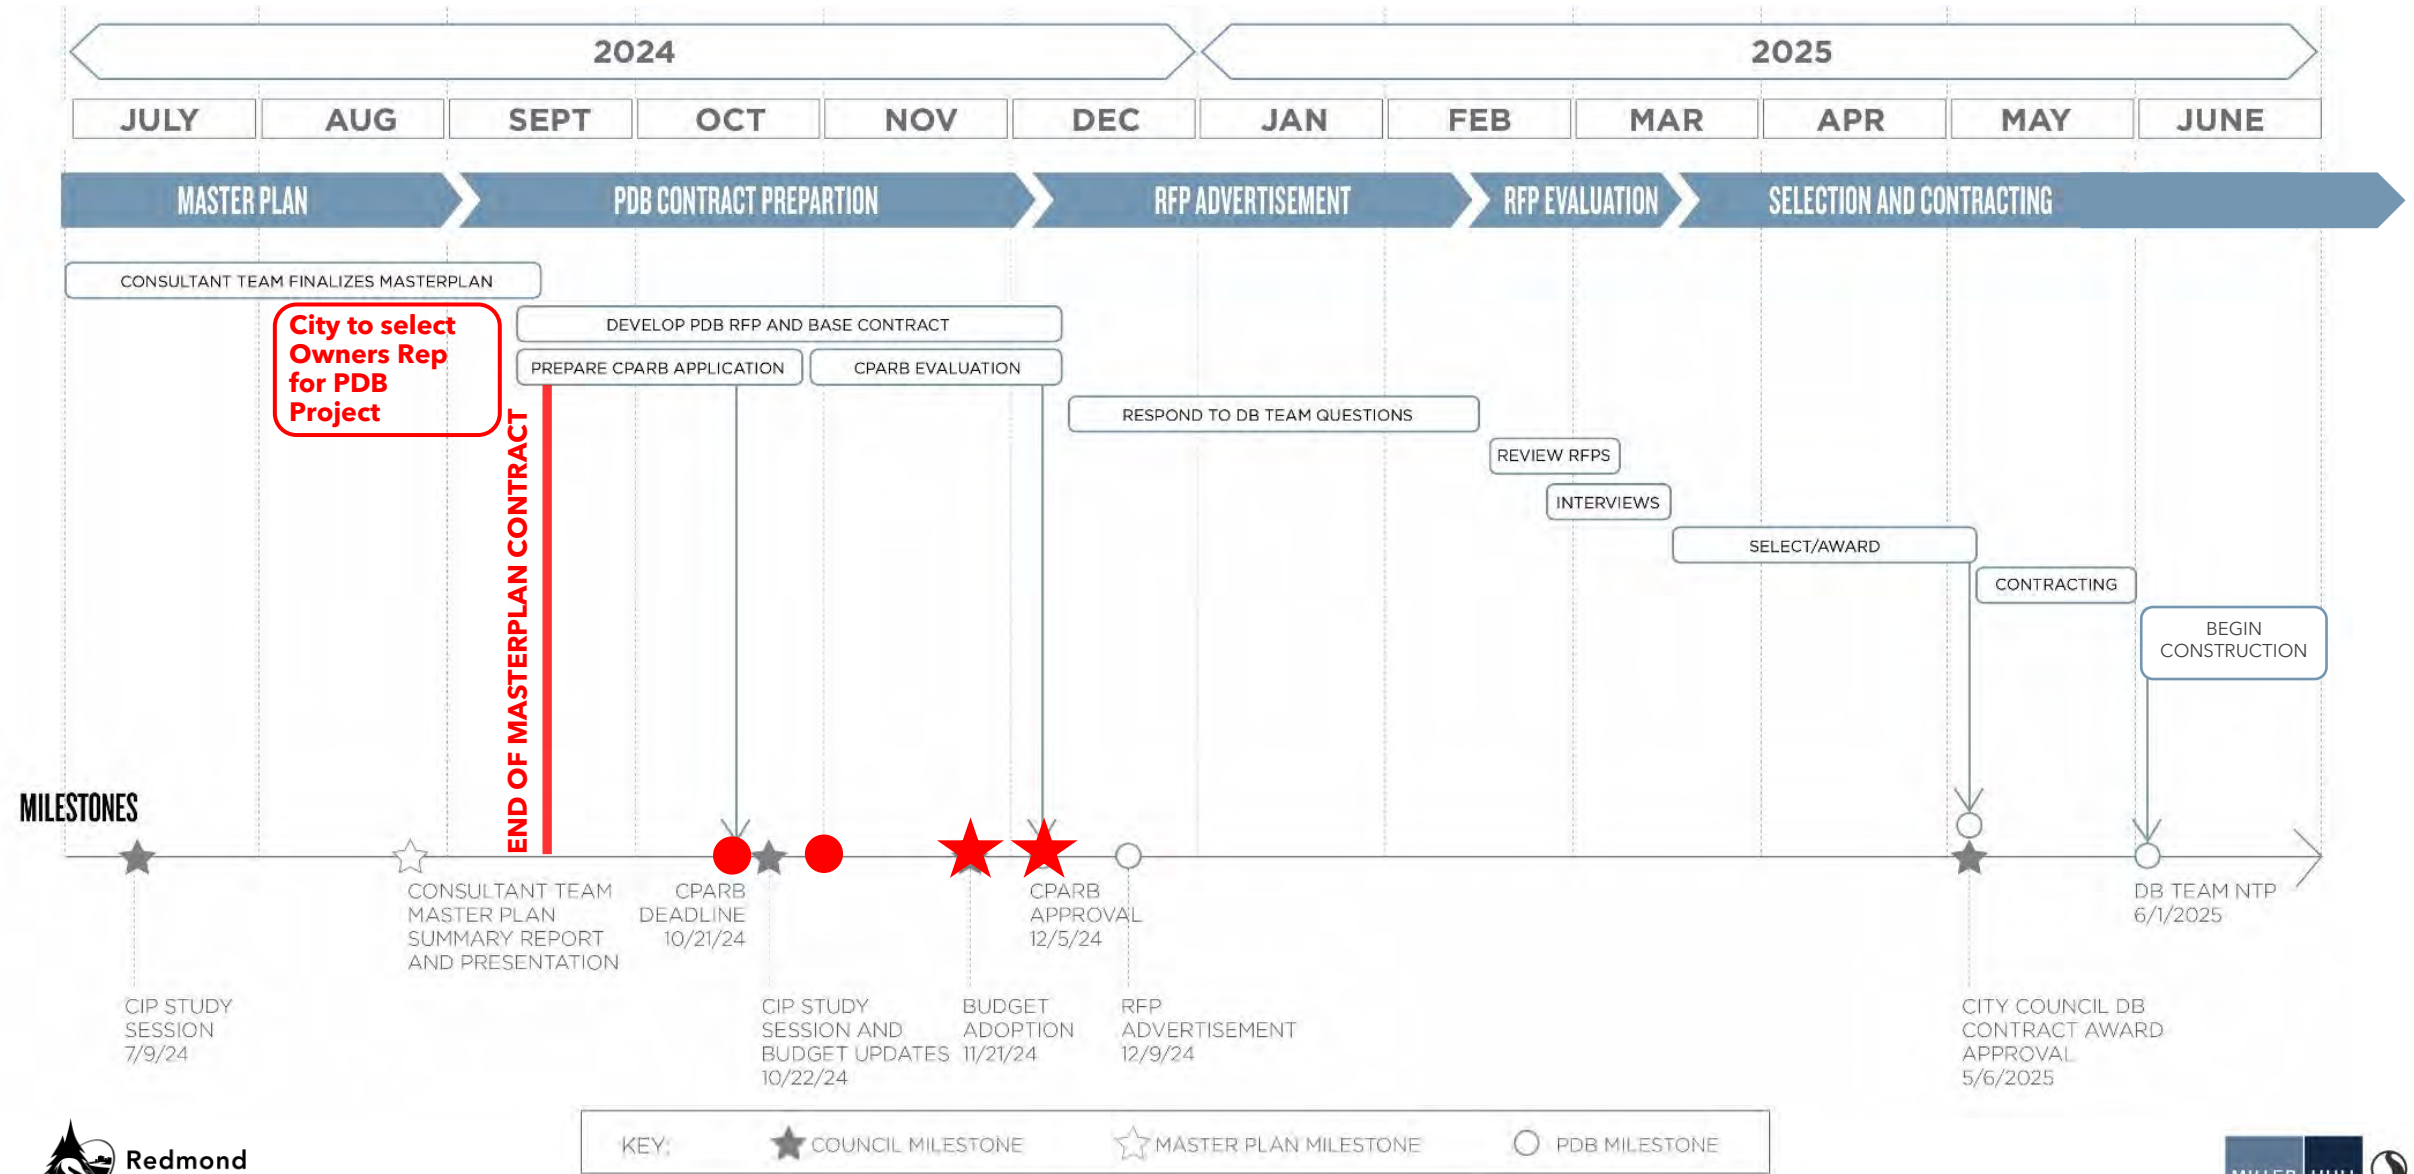 2024
2025
JULY
AUG
SEPT
OCT
NOV
DEC
JAN
FEB
MAR
APR
MAY
JUNE
MASTER PLAN
PDB CONTRACT PREPARTION
RFP ADVERTISEMENT
RFP EVALUATION
SELECTION AND CONTRACTING
CONSULTANT TEAM FINALIZES MASTERPLAN
City to select
Owners Rep
for PDB
Project
DEVELOP PDB RFP AND BASE CONTRACT
PREPARE CPARB APPLICATION
CPARB EVALUATION
RESPOND TO DB TEAM QUESTIONS
REVIEW RFPS
INTERVIEWS
SELECT/AWARD
CONTRACTING
BEGIN
CONSTRUCTION
END OF MASTERPLAN CONTRACT
MILESTONES
CONSULTANT TEAM
MASTER PLAN
SUMMARY REPORT
AND PRESENTATION
CPARB
DEADLINE
10/21/24
CPARB
APPROVAL
12/5/24
DB TEAM NTP
6/1/2025
CIP STUDY
SESSION
7/9/24
CIP STUDY
SESSION AND
BUDGET UPDATES
10/22/24
BUDGET
ADOPTION
11/21/24
RFP
ADVERTISEMENT
12/9/24
CITY COUNCIL DB
CONTRACT AWARD
APPROVAL
5/6/2025
KEY:
COUNCIL MILESTONE
MASTER PLAN MILESTONE
PDB MILESTONE
Redmond